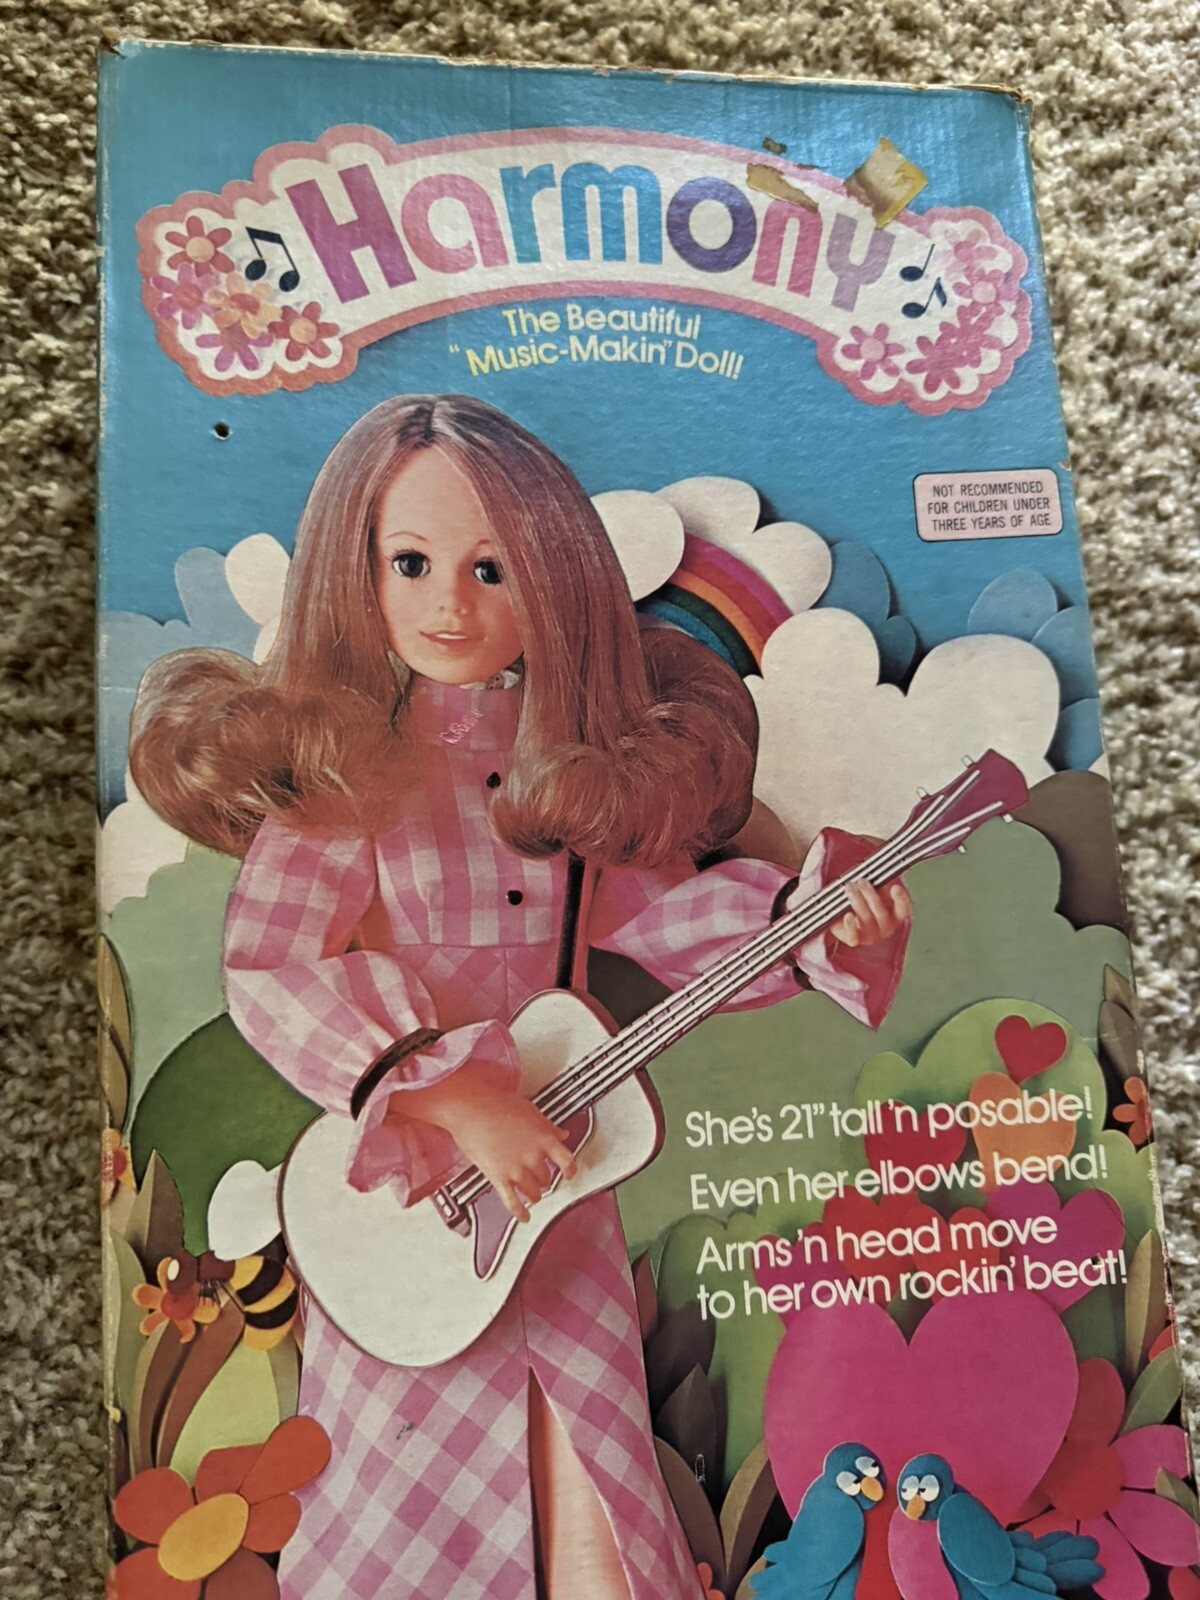 Harmony
The Beautiful
"Music-Makin" Doll!
NOT RECOMMENDED
FOR CHILDREN UNDER
THREE YEARS OF AGE
She's 21" tall 'n posable!
Even her elbows bend!
Arms 'n head move
to her own rockin' beat!